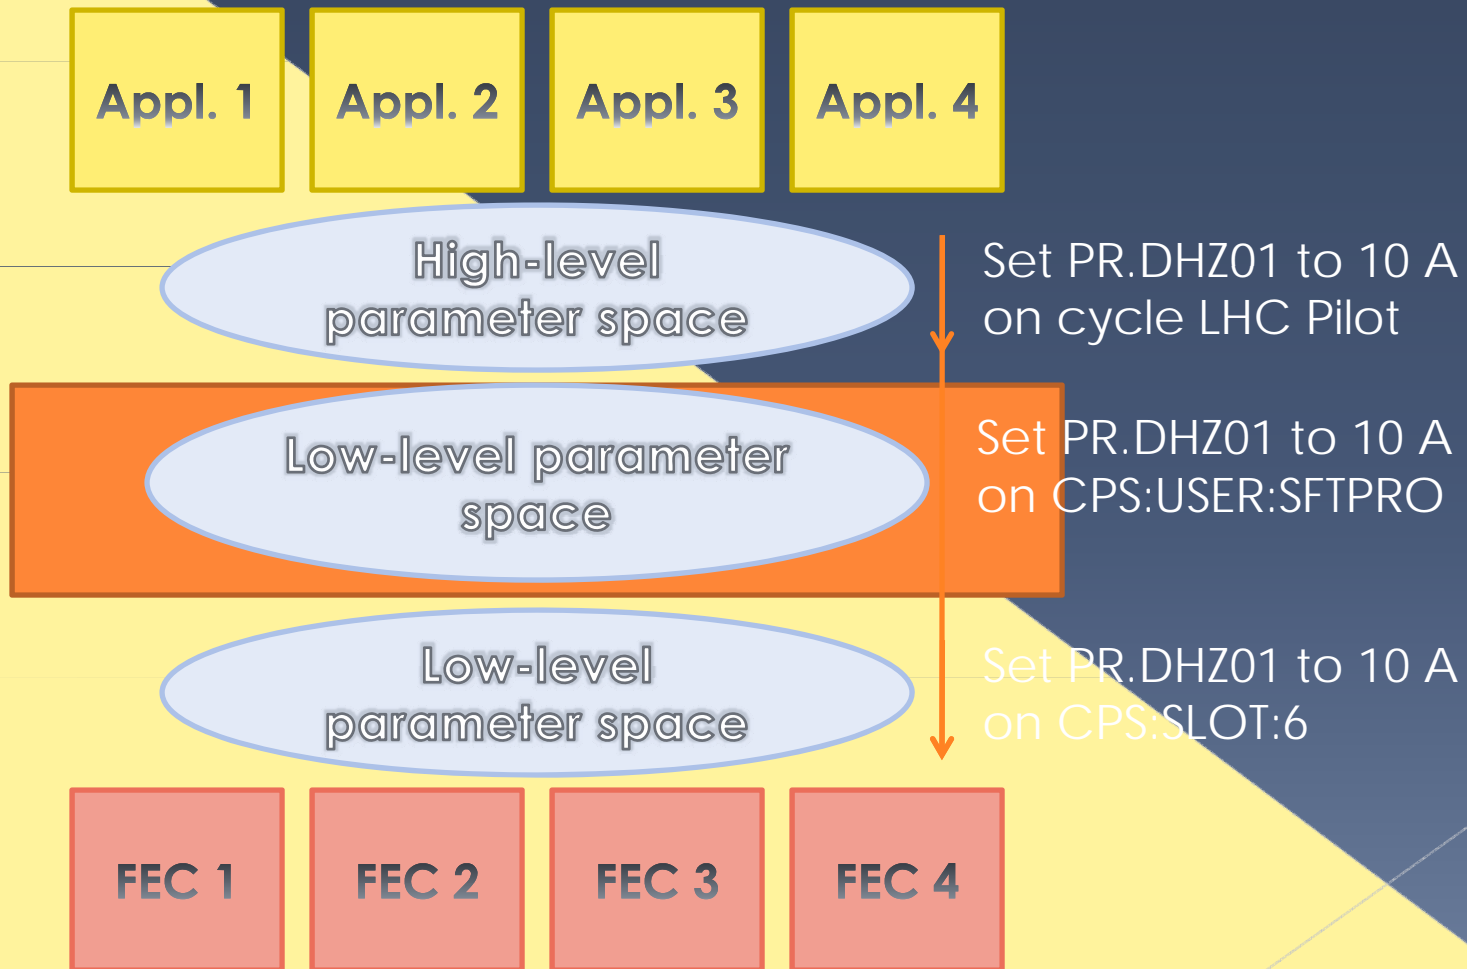 Appl. 1
Appl. 2
Appl. 3
Appl. 4
High-level
parameter space
Set PR.DHZ01 to 10 A
on cycle LHC Pilot
Low-level parameter
space
Set PR.DHZ01 to 10 A
on CPS:USER:SFTPRO
Low-level
parameter space
Set PR.DHZ01 to 10 A
on CPS:SLOT:6
FEC 1
FEC 2
FEC 3
FEC 4